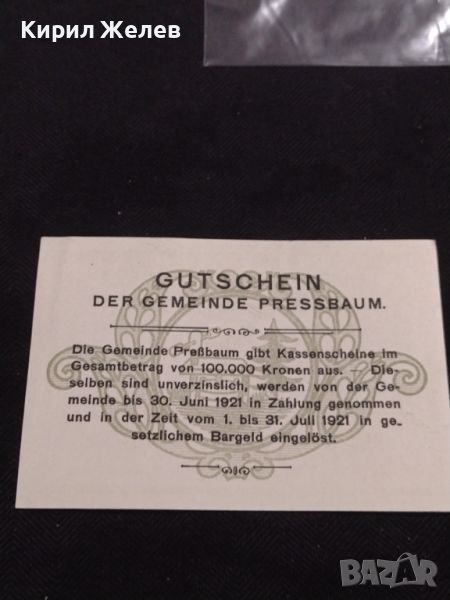 Кирил Желев
GUTSCHEIN
DER GEMEINDE PRESSBAUM.
Die Gemeinde Preßbaum gibt Kassenscheine im
Gesamtbetrag von 100.000 Kronen aus. — Die-
selben sind unverzinslich, werden von der Ge-
meinde bis 30. Juni 1921 in Zahlung genommen
und in der Zeit vom 1. bis 31. Juli 1921 in ge-
setzlichem Bargeld eingelöst.
bazar
БАЗАР